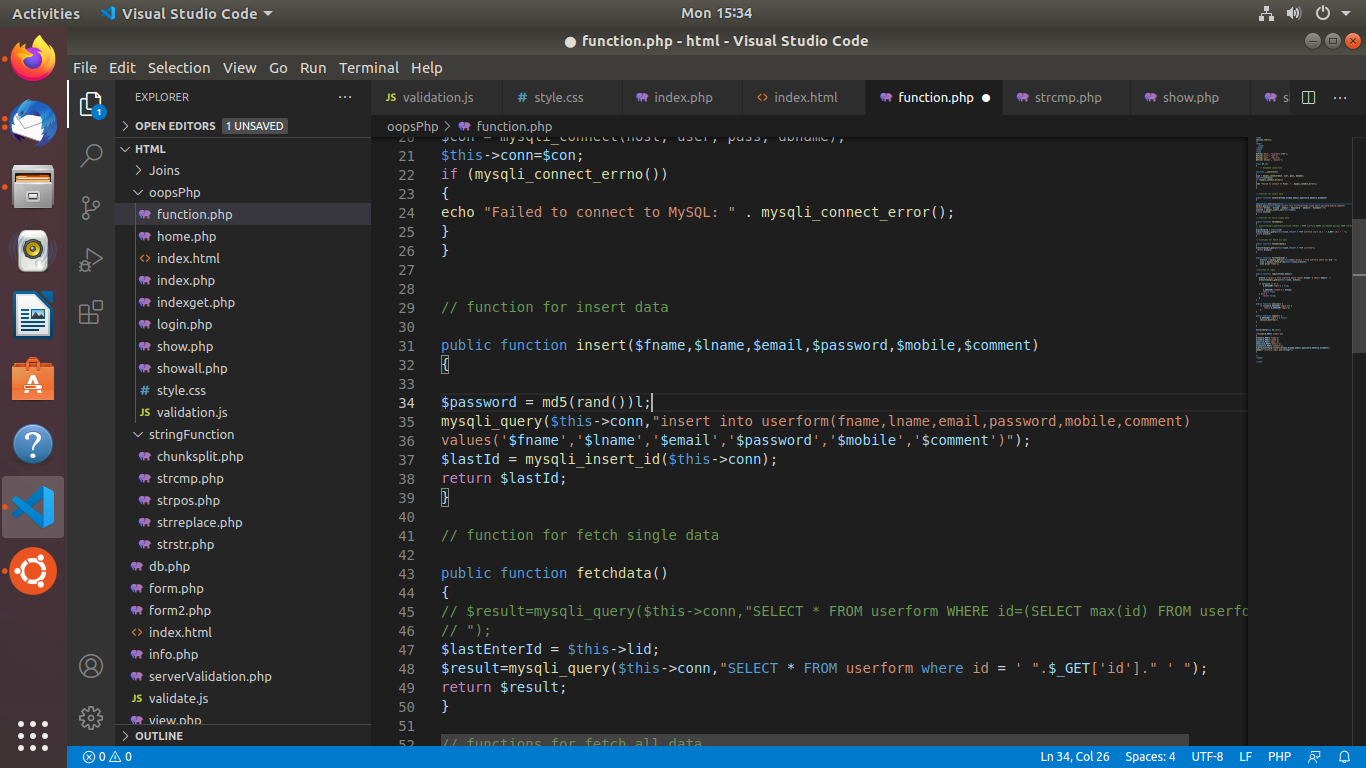 Activities
Visual Studio Code
Mon 15:34
● function.php - html - Visual Studio Code
File Edit Selection View Go Run Terminal Help
EXPLORER
validation.js
style.css
index.php
index.html
function.php
strcmp.php
show.php
OPEN EDITORS 1 UNSAVED
HTML
Joins
oopsPhp
function.php
home.php
index.html
index.php
indexget.php
login.php
show.php
showall.php
style.css
validation.js
stringFunction
chunksplit.php
strcmp.php
strpos.php
strreplace.php
strstr.php
db.php
form.php
form2.php
index.html
info.php
serverValidation.php
validate.js
view.php
OUTLINE
oopsPhp > function.php
20 $con = mysqli_connect(host, user, pass, dbname);
21 $this->conn=$con;
22 if (mysqli_connect_errno())
23 {
24 echo "Failed to connect to MySQL: " . mysqli_connect_error();
25 }
26 }
27
28
29 // function for insert data
30
31 public function insert($fname,$lname,$email,$password,$mobile,$comment)
32 {
33
34 $password = md5(rand())l;
35 mysqli_query($this->conn,"insert into userform(fname,lname,email,password,mobile,comment)
36 values('$fname','$lname','$email','$password','$mobile','$comment')");
37 $lastId = mysqli_insert_id($this->conn);
38 return $lastId;
39 }
40
41 // function for fetch single data
42
43 public function fetchdata()
44 {
45 // $result=mysqli_query($this->conn,"SELECT * FROM userform WHERE id=(SELECT max(id) FROM userfo
46 // ");
47 $lastEnterId = $this->lid;
48 $result=mysqli_query($this->conn,"SELECT * FROM userform where id = ' ".$_GET['id']." ' ");
49 return $result;
50 }
51
52 // functions for fetch all data
0 0
Ln 34, Col 26
Spaces: 4
UTF-8
LF
PHP